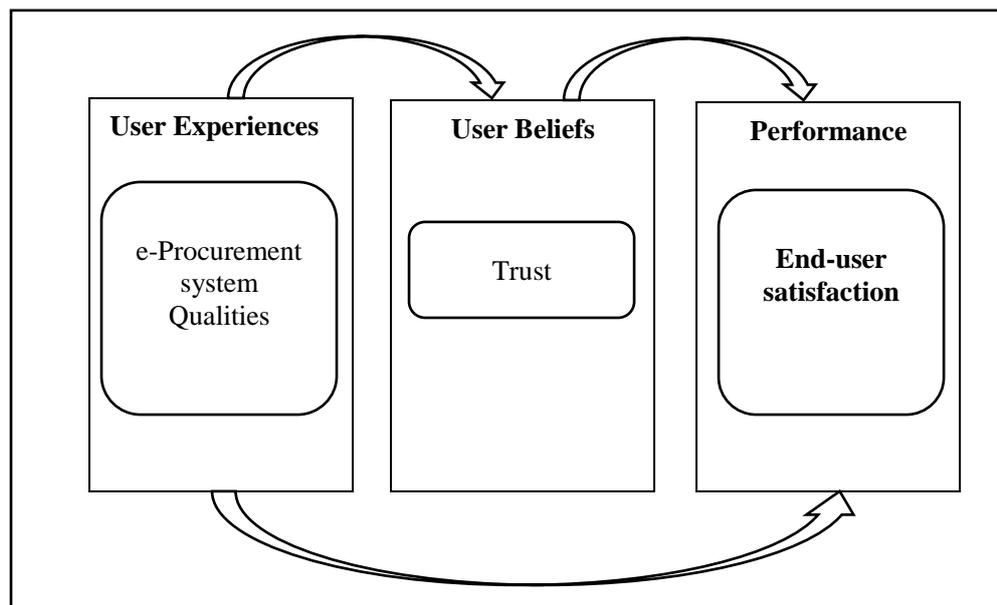 User Experiences
e-Procurement
system
Qualities
User Beliefs
Trust
Performance
End-user
satisfaction